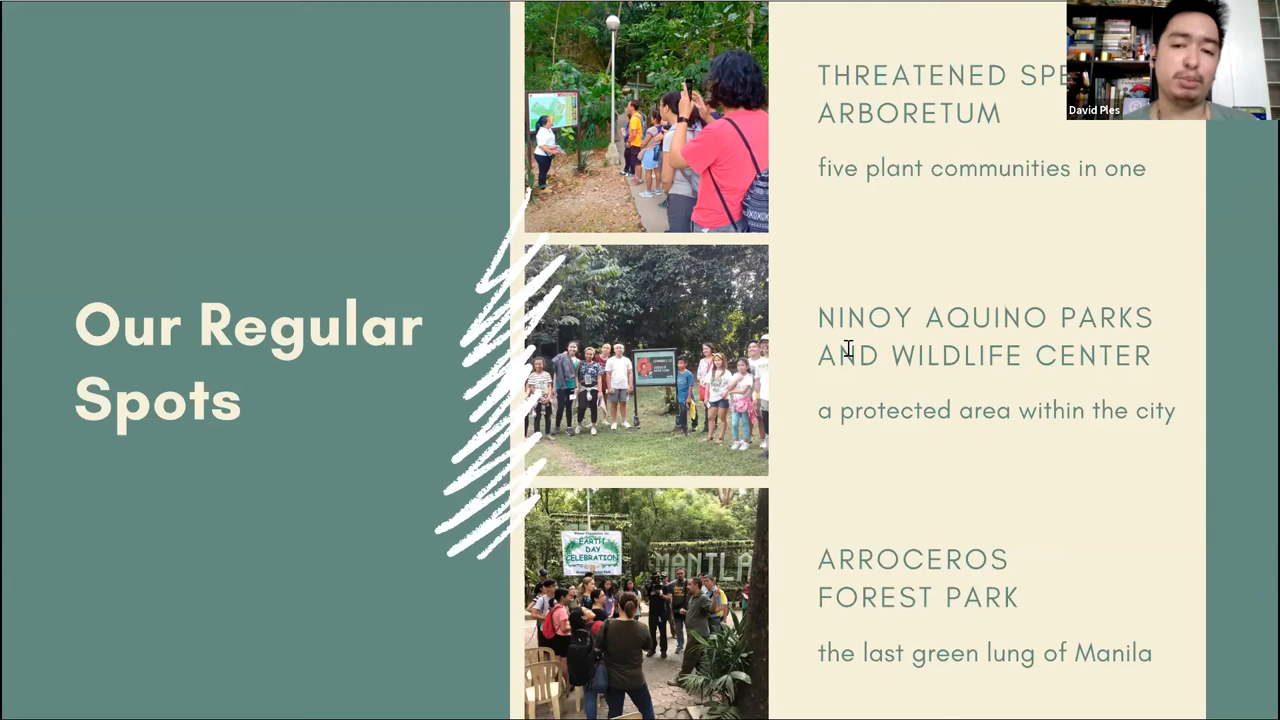 Our Regular
Spots
THREATENED SPE
ARBORETUM
five plant communities in one
NINOY AQUINO PARKS
AND WILDLIFE CENTER
a protected area within the city
ARROCEROS
FOREST PARK
the last green lung of Manila
David Ples
EARTH
DAY
CELEBRATION
MANILA